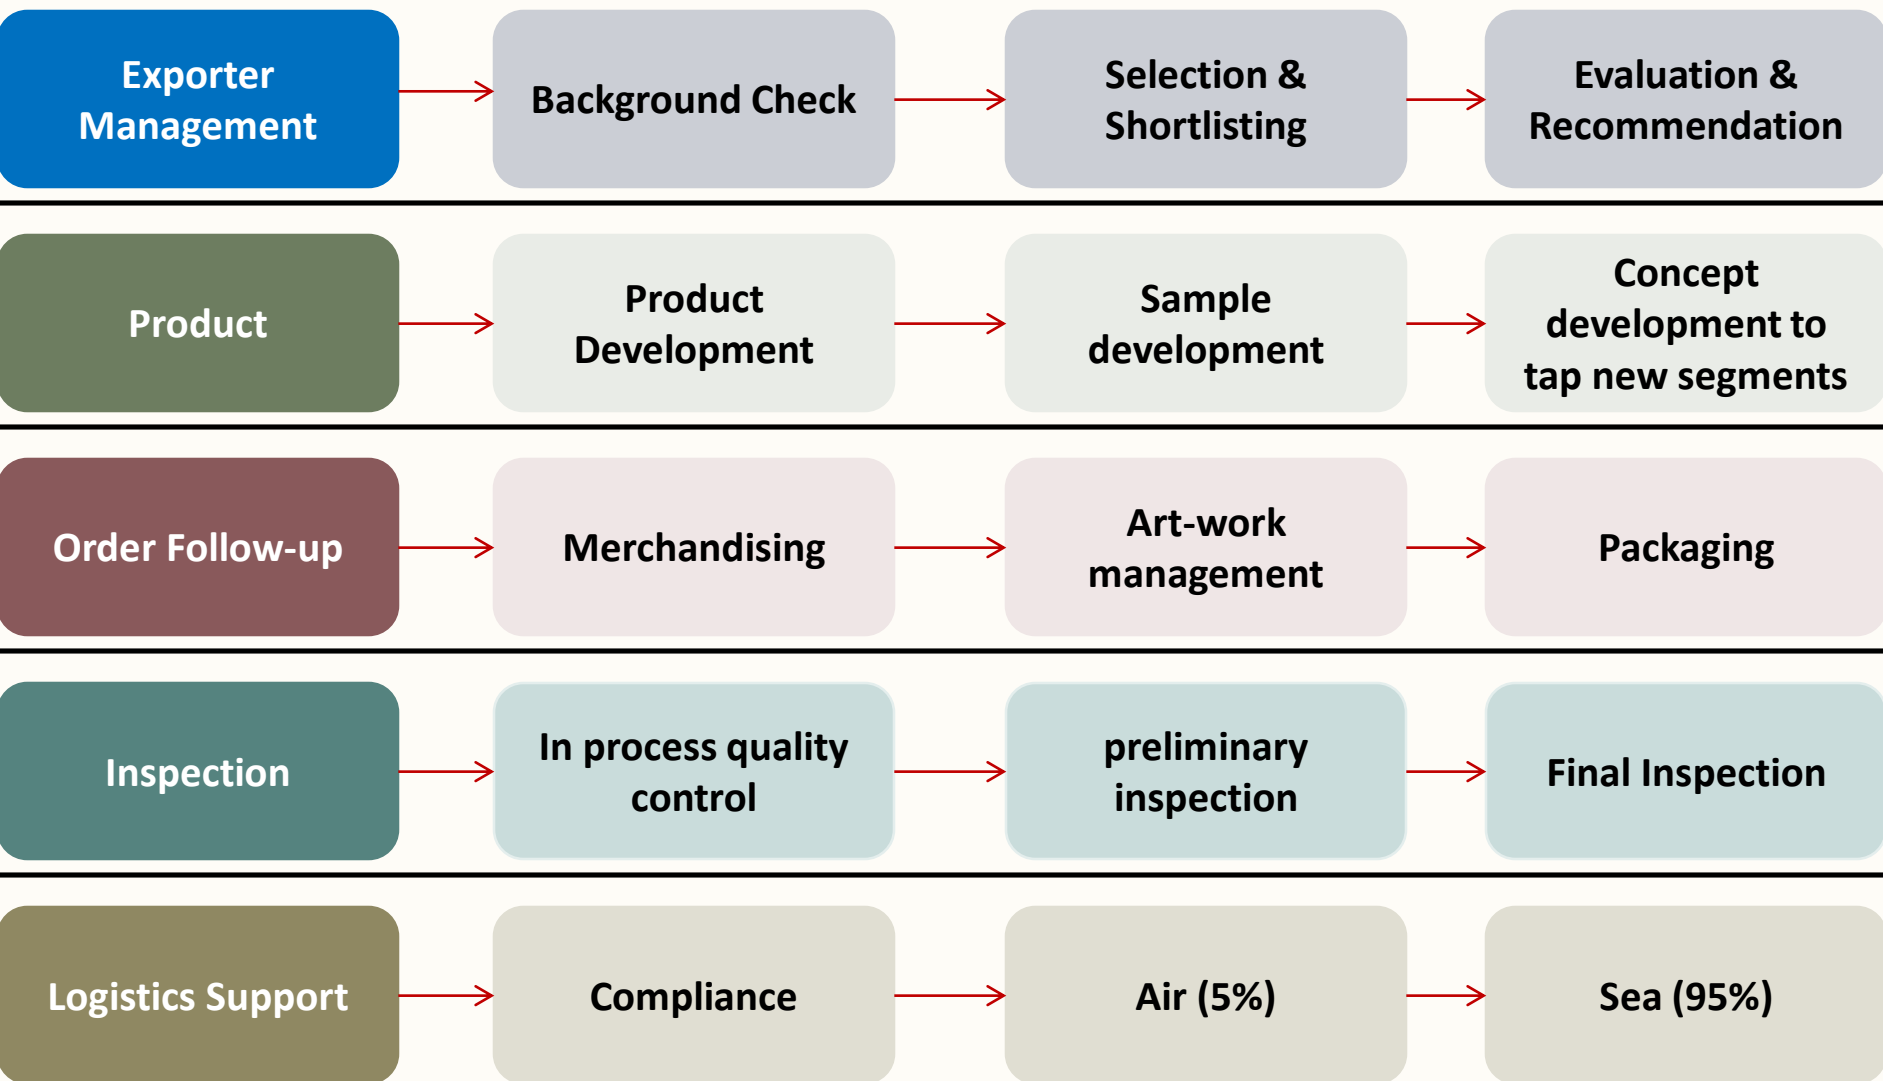 Exporter
Management
Background Check
Selection &
Shortlisting
Evaluation &
Recommendation
Product
Product
Development
Sample
development
Concept
development to
tap new segments
Order Follow-up
Merchandising
Art-work
management
Packaging
Inspection
In process quality
control
preliminary
inspection
Final Inspection
Logistics Support
Compliance
Air (5%)
Sea (95%)